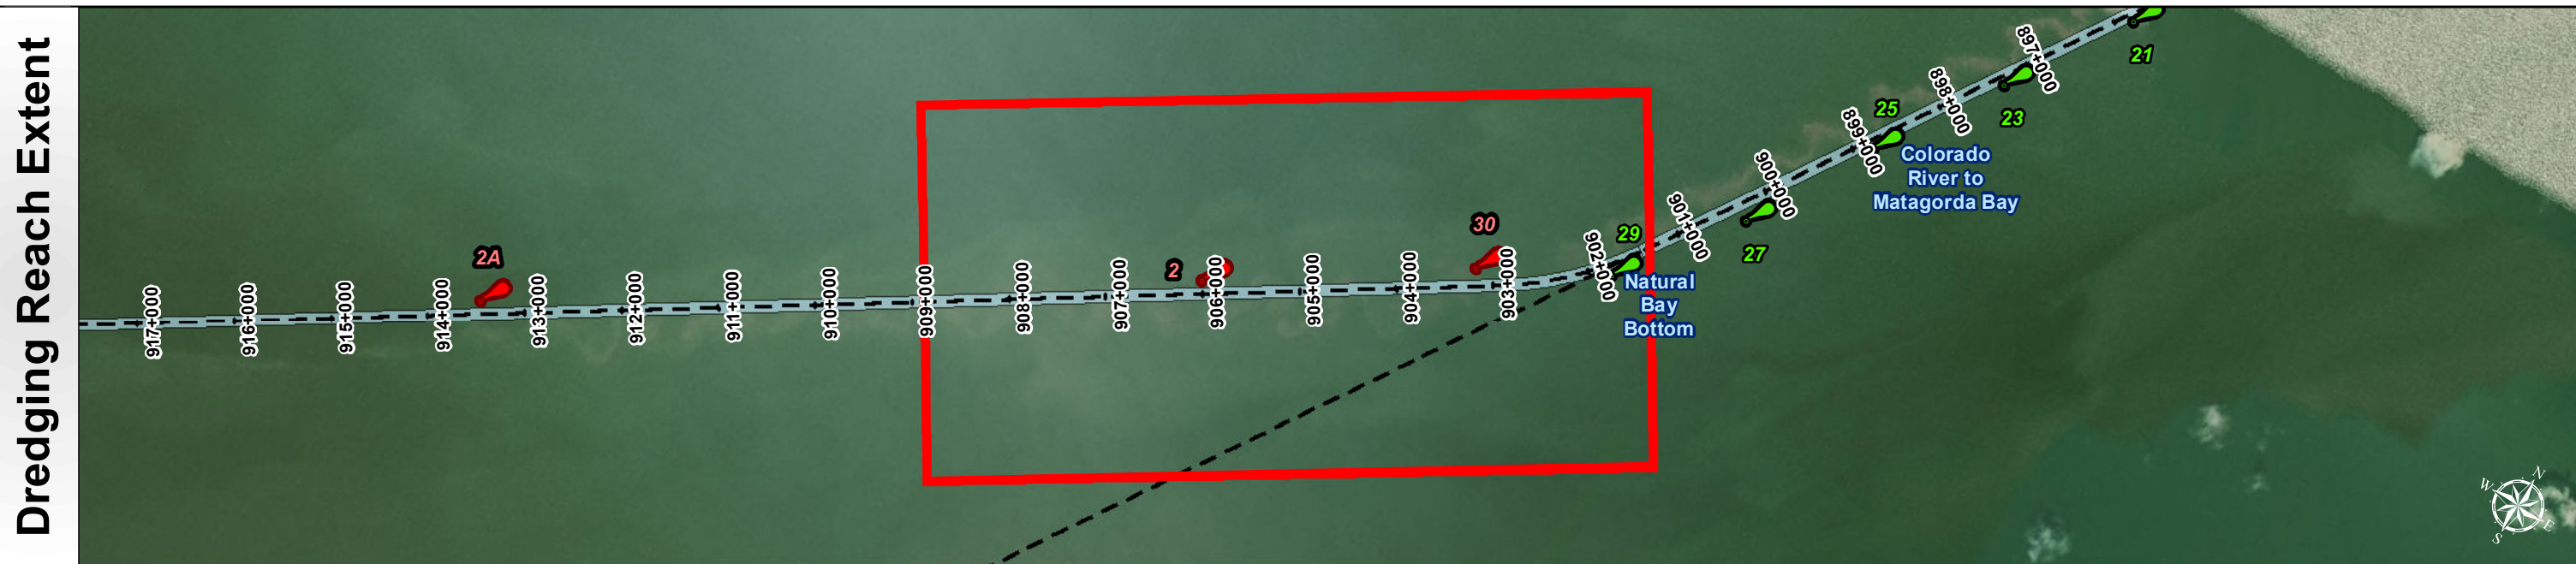 Dredging Reach Extent
917+000
916+000
915+000
914+000
913+000
912+000
911+000
910+000
909+000
908+000
907+000
906+000
905+000
904+000
903+000
902+000
901+000
900+000
899+000
898+000
897+000
2A
2
30
29
27
25
23
21
Natural
Bay
Bottom
Colorado
River to
Matagorda Bay
N
W
E
S